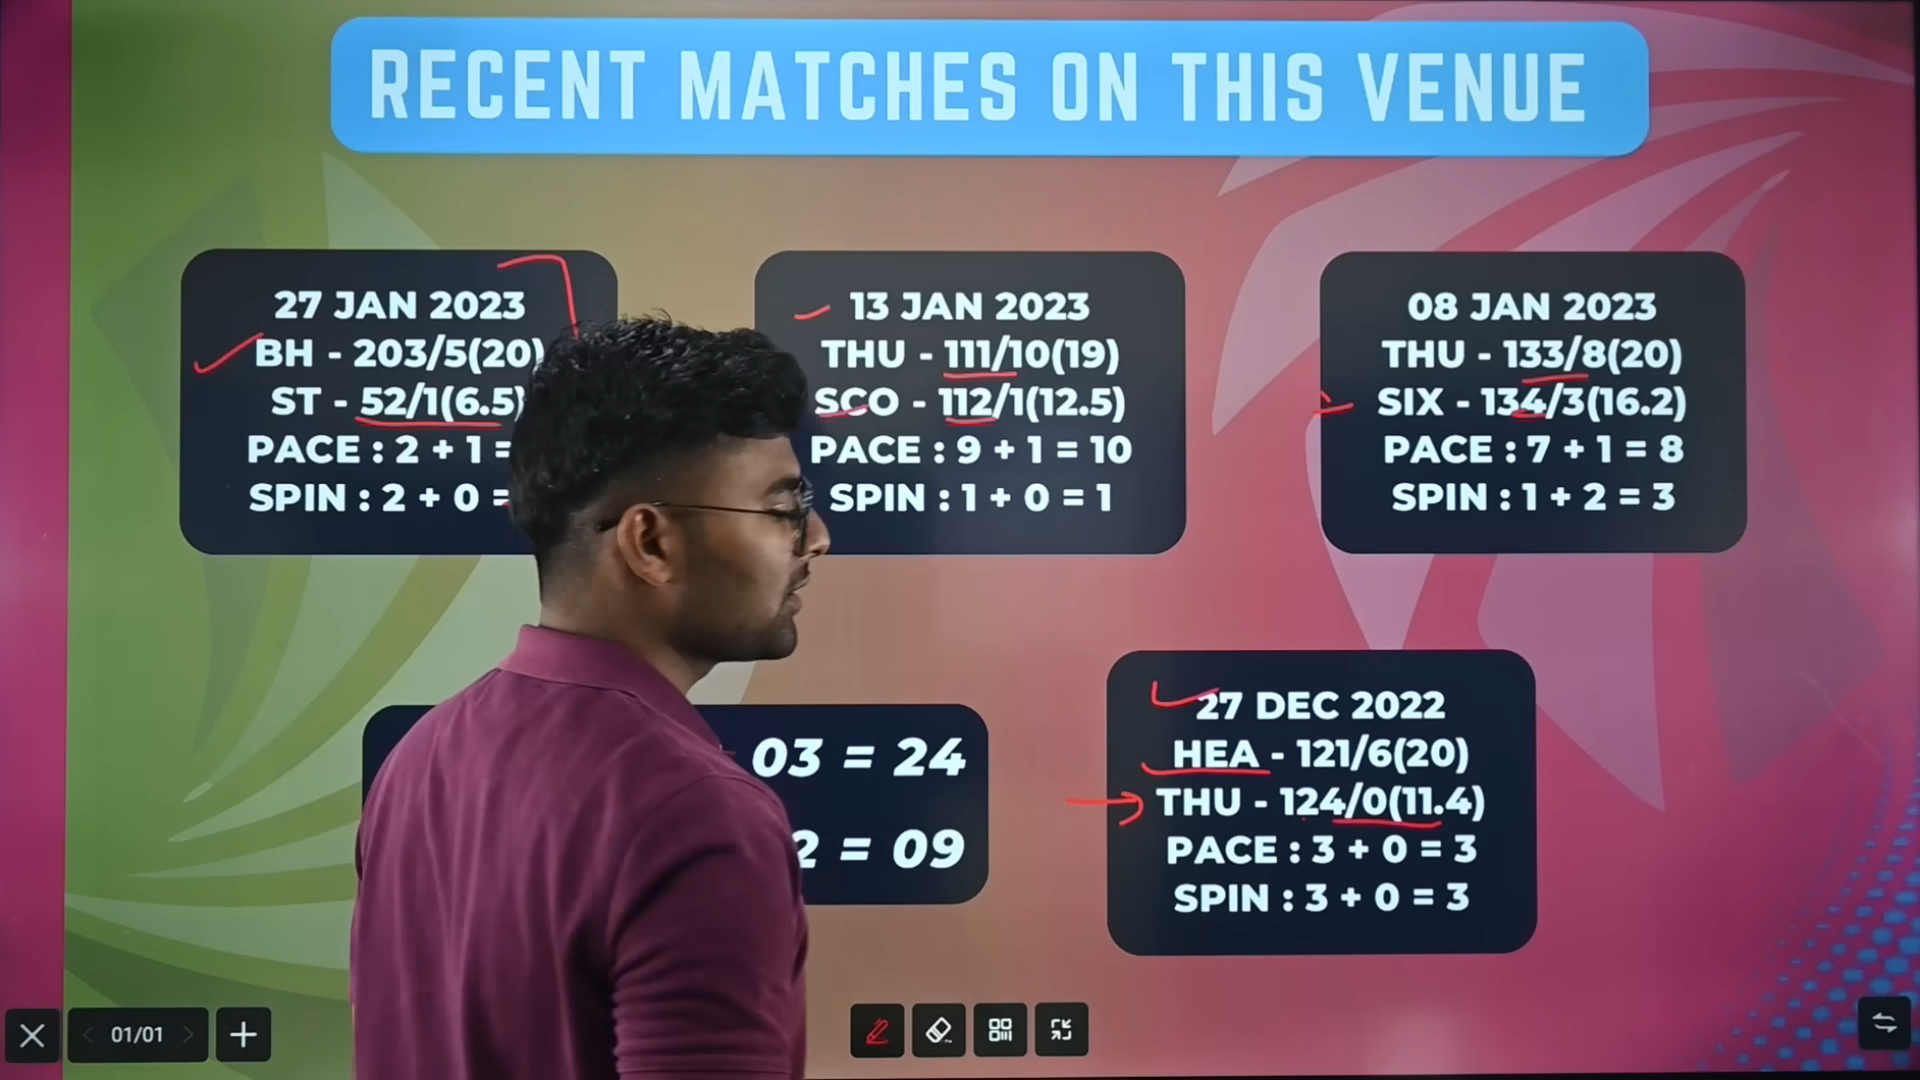 RECENT MATCHES ON THIS VENUE
27 JAN 2023
BH - 203/5(20)
ST - 52/1(6.5)
PACE : 2 + 1 =
SPIN : 2 + 0 =
13 JAN 2023
THU - 111/10(19)
SCO - 112/1(12.5)
PACE : 9 + 1 = 10
SPIN : 1 + 0 = 1
08 JAN 2023
THU - 133/8(20)
SIX - 134/3(16.2)
PACE : 7 + 1 = 8
SPIN : 1 + 2 = 3
03 = 24
2 = 09
27 DEC 2022
HEA - 121/6(20)
THU - 124/0(11.4)
PACE : 3 + 0 = 3
SPIN : 3 + 0 = 3
01/01